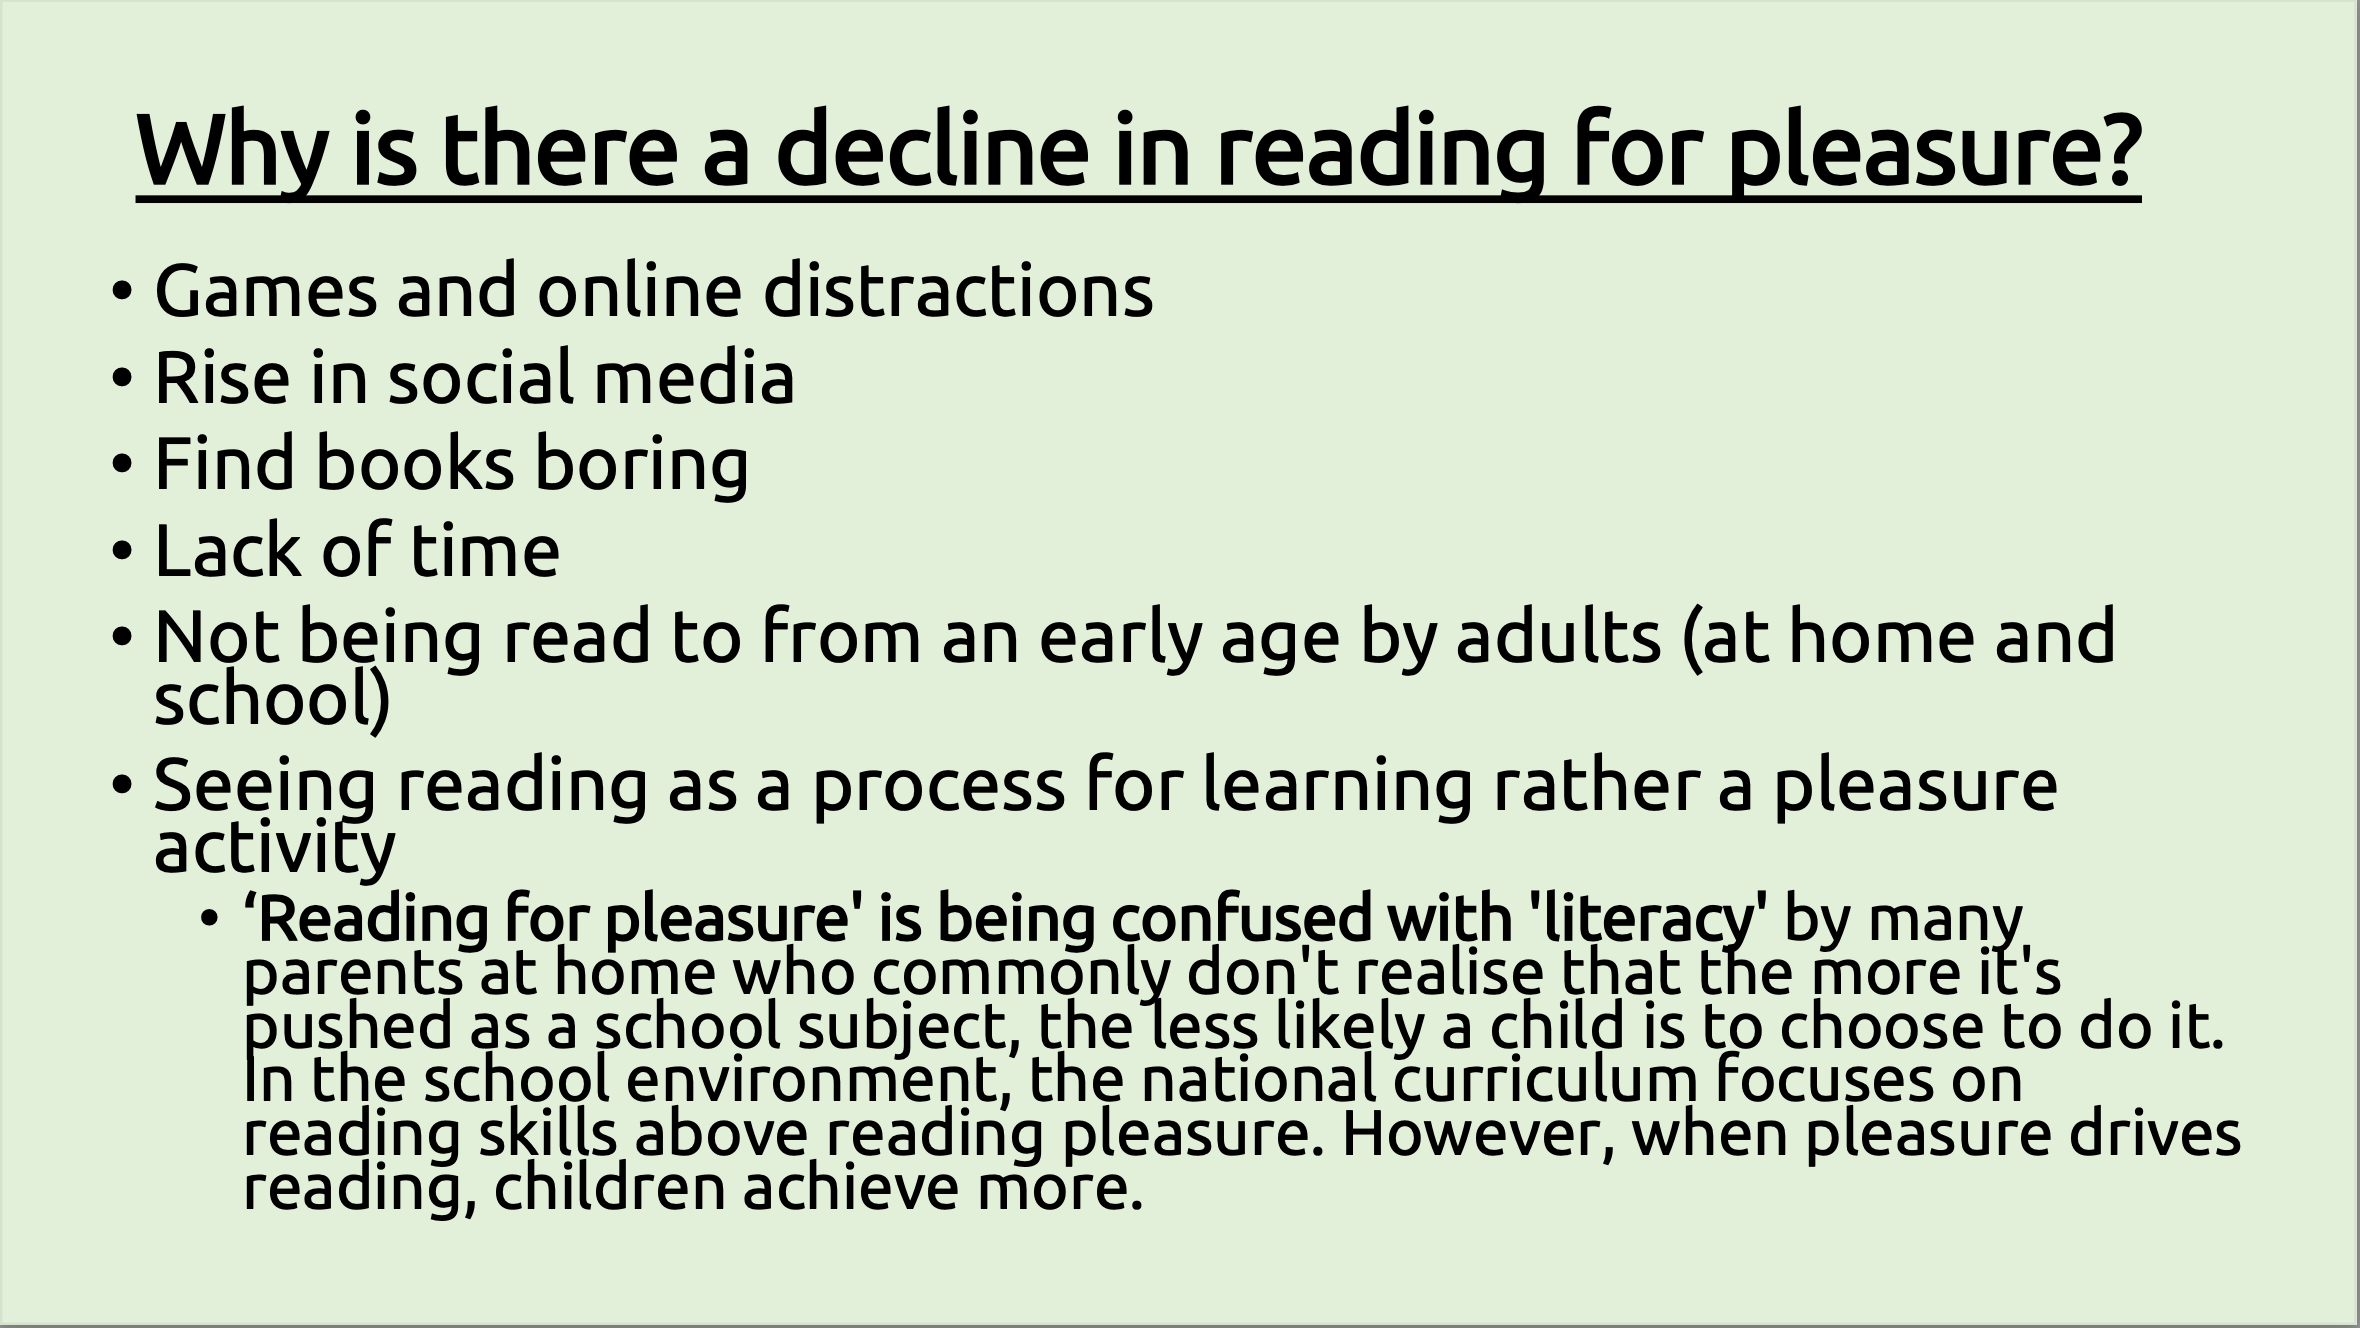 Why is there a decline in reading for pleasure?
• Games and online distractions
• Rise in social media
• Find books boring
• Lack of time
• Not being read to from an early age by adults (at home and
school)
• Seeing reading as a process for learning rather a pleasure
activity
• ‘Reading for pleasure' is being confused with 'literacy' by many
parents at home who commonly don't realise that the more it's
pushed as a school subject, the less likely a child is to choose to do it.
In the school environment, the national curriculum focuses on
reading skills above reading pleasure. However, when pleasure drives
reading, children achieve more.